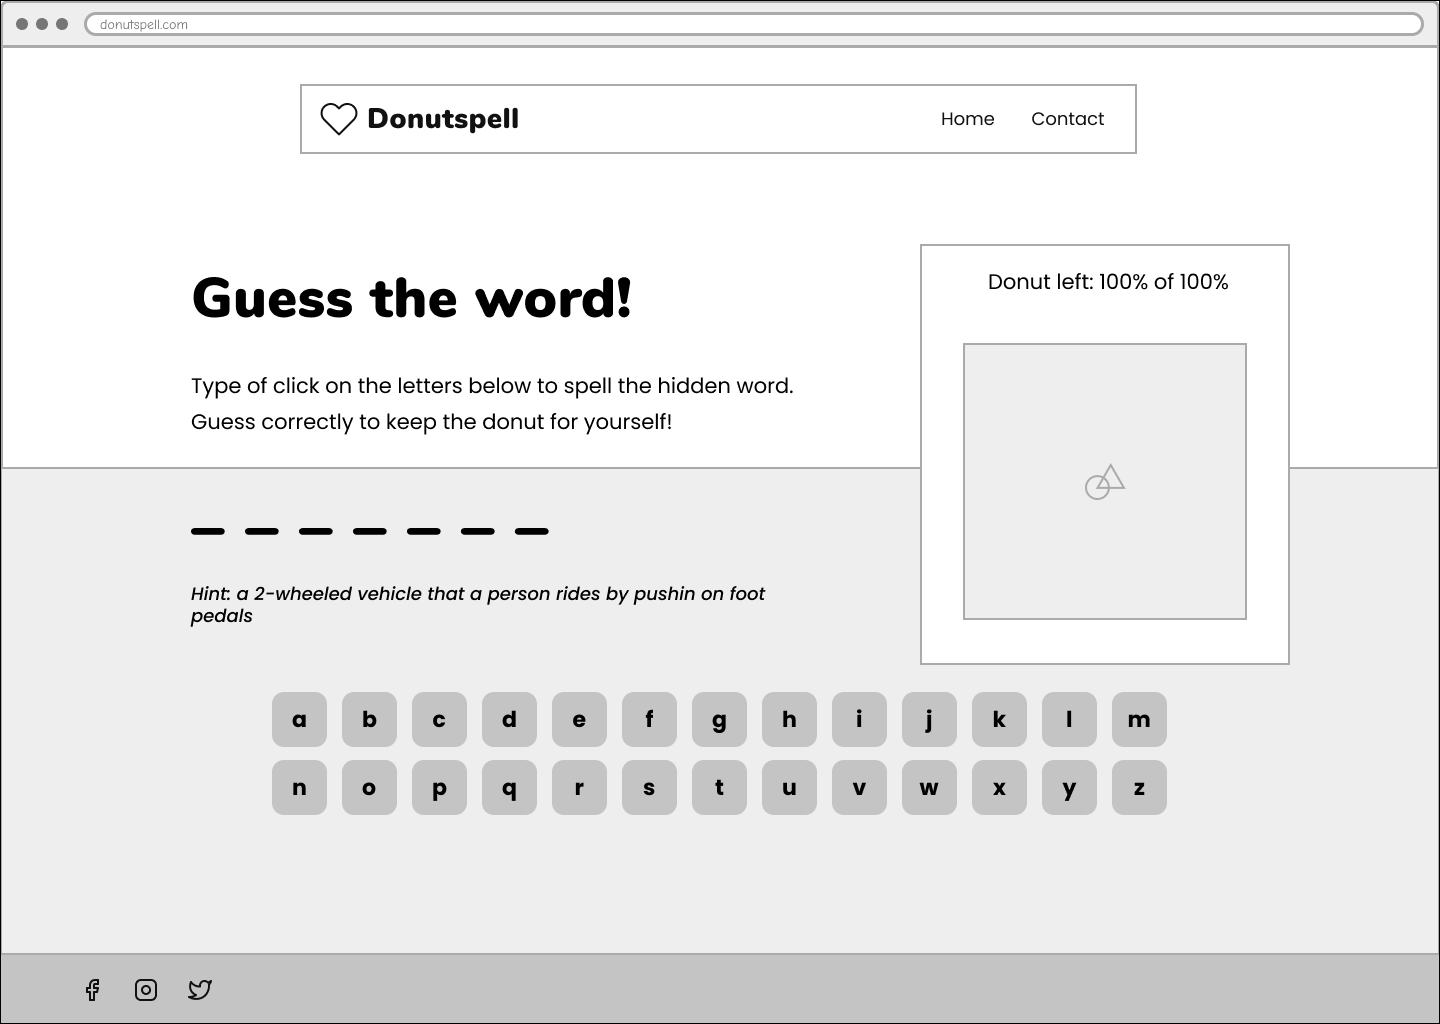 donutspell.com
Donutspell
Home
Contact
Guess the word!
Type of click on the letters below to spell the hidden word.
Guess correctly to keep the donut for yourself!
Donut left: 100% of 100%
Hint: a 2-wheeled vehicle that a person rides by pushin on foot
pedals
a b c d e f g h i j k l m
n o p q r s t u v w x y z